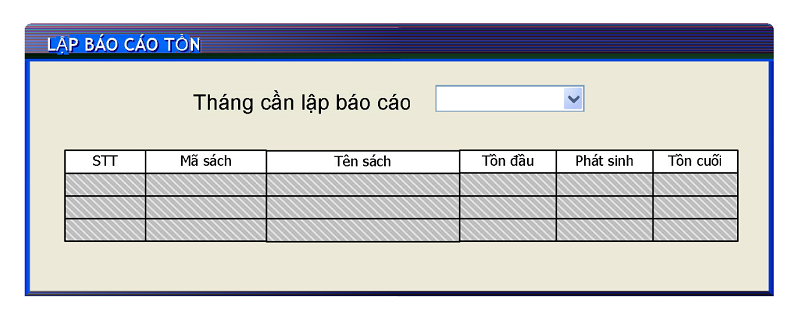 LẬP BÁO CÁO TỒN
Tháng cần lập báo cáo
STT Mã sách Tên sách Tồn đầu Phát sinh Tồn cuối